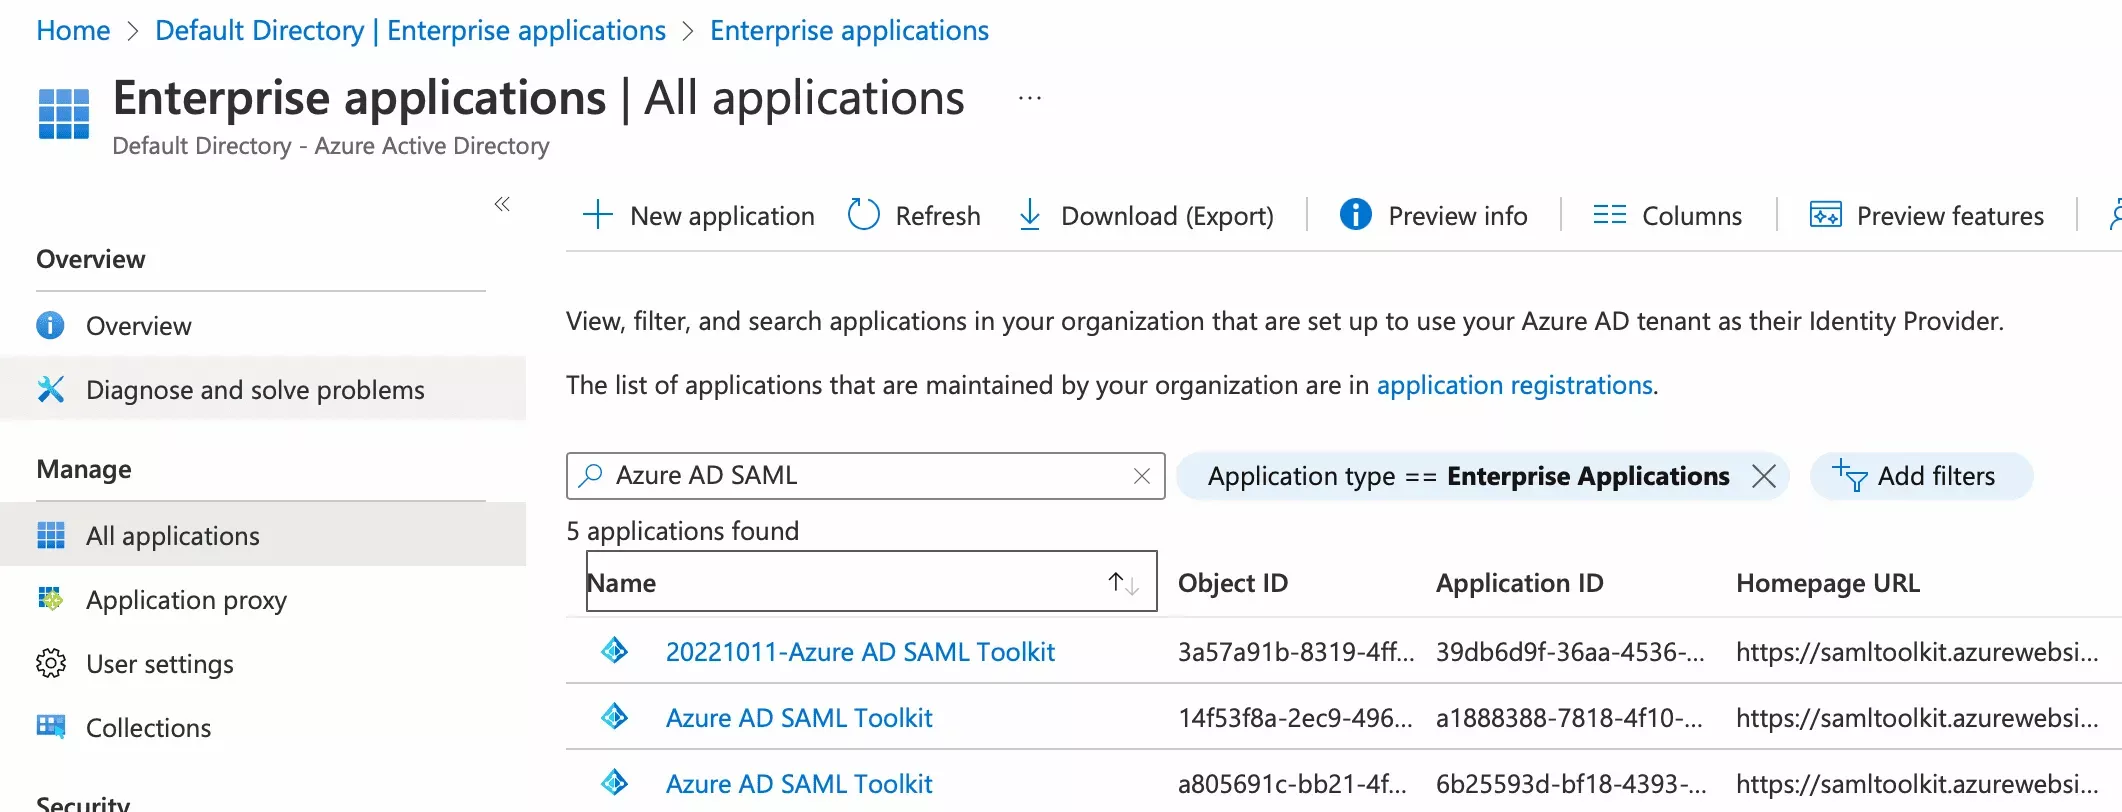 Home > Default Directory | Enterprise applications > Enterprise applications
Enterprise applications | All applications ...
Default Directory - Azure Active Directory
«
New application Refresh Download (Export) Preview info Columns Preview features
Overview
Overview
Diagnose and solve problems
Manage
All applications
Application proxy
User settings
Collections
Security
View, filter, and search applications in your organization that are set up to use your Azure AD tenant as their Identity Provider.
The list of applications that are maintained by your organization are in application registrations.
Azure AD SAML
Application type == Enterprise Applications
Add filters
5 applications found
Name Object ID Application ID Homepage URL
20221011-Azure AD SAML Toolkit 3a57a91b-8319-4ff... 39db6d9f-36aa-4536-... https://samltoolkit.azurewebsi...
Azure AD SAML Toolkit 14f53f8a-2ec9-496... a1888388-7818-4f10-... https://samltoolkit.azurewebsi...
Azure AD SAML Toolkit a805691c-bb21-4f... 6b25593d-bf18-4393-... https://samltoolkit.azurewebsi...